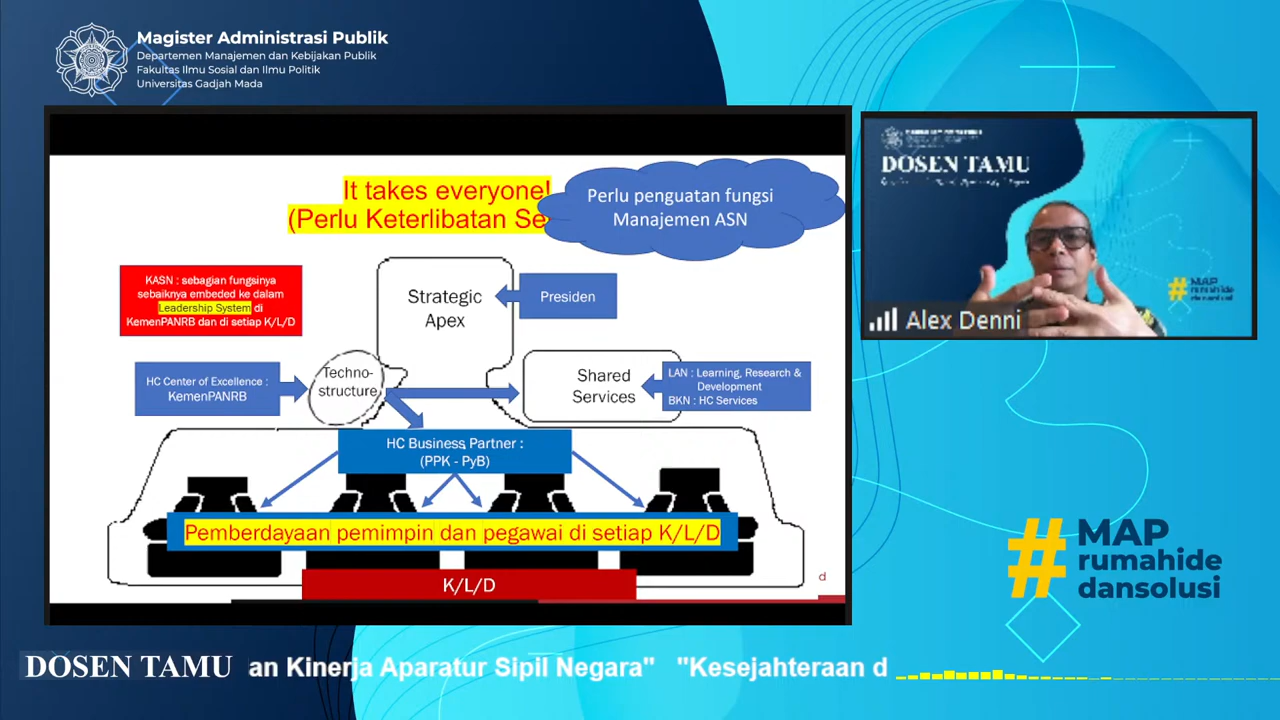 Magister Administrasi Publik
Departemen Manajemen dan Kebijakan Publik
Fakultas Ilmu Sosial dan Ilmu Politik
Universitas Gadjah Mada
It takes everyone!
(Perlu Keterlibatan Se
Perlu penguatan fungsi
Manajemen ASN
KASN : sebagian fungsinya
sebaiknya embeded ke dalam
Leadership System di
KemenPANRB dan di setiap K/L/D
Strategic
Apex
Presiden
HC Center of Excellence :
KemenPANRB
Techno-
structure
Shared
Services
LAN : Learning, Research &
Development
BKN : HC Services
HC Business Partner :
(PPK - PyB)
Pemberdayaan pemimpin dan pegawai di setiap K/L/D
K/L/D
d
DOSEN TAMU
Alex Denni
# MAP
rumahide
dansolusi
# MAP
rumahide
dansolusi
DOSEN TAMU an Kinerja Aparatur Sipil Negara" "Kesejahteraan d